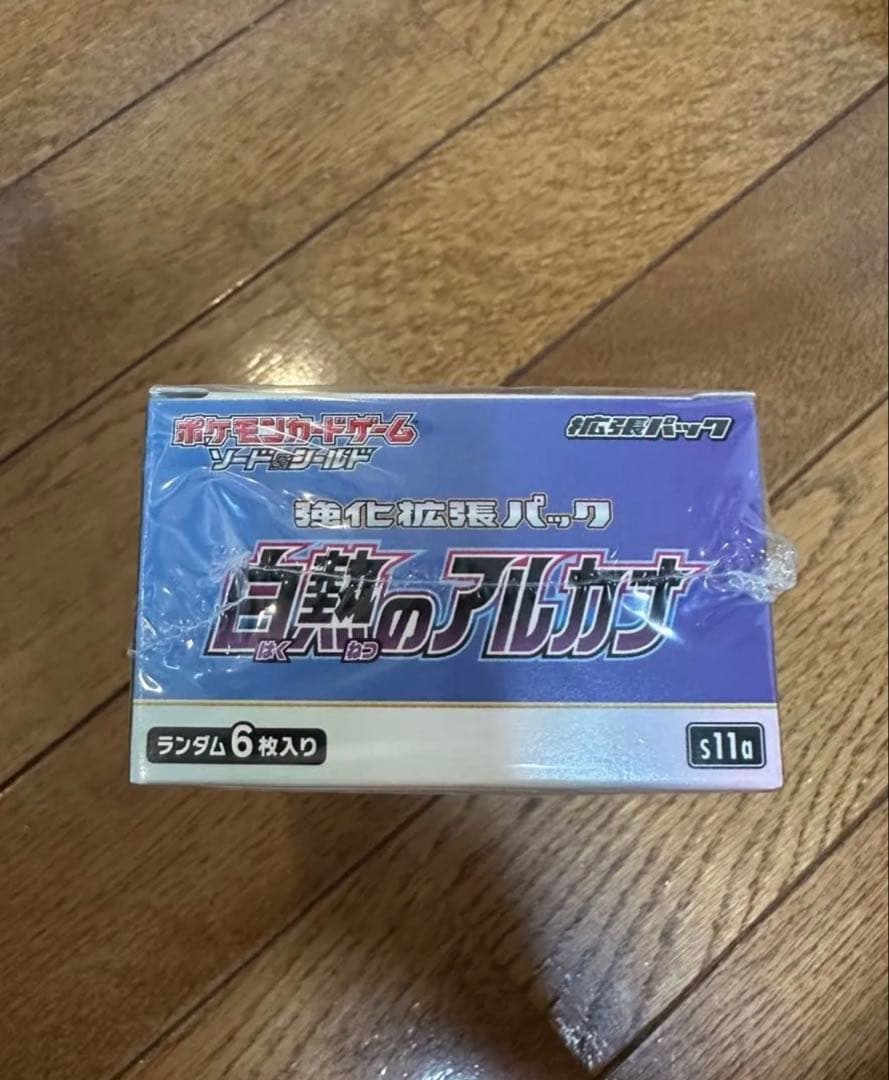 ポケモンカードゲーム
ソード&シールド
拡張パック
強化拡張パック
白熱のアルカナ
はく ねつ
ランダム6枚入り
s11a